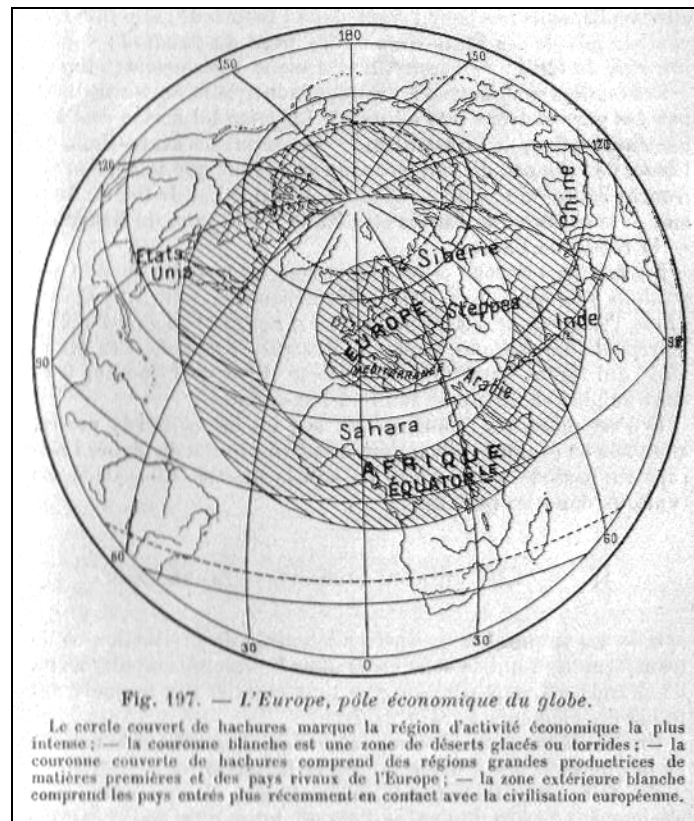 180
150
150
120
120
Chine
Etats
Unis
Sibérie
Steppes
Inde
EUROPE
90
90
MÉDITERRANÉE
Arabie
Sahara
AFRIQUE
ÉQUATORLE
60
60
30
30
0
Fig. 197. — L'Europe, pôle économique du globe.
Le cercle couvert de hachures marque la région d'activité économique la plus
intense; — la couronne blanche est une zone de déserts glacés ou torrides; — la
couronne couverte de hachures comprend des régions grandes productrices de
matières premières et des pays rivaux de l'Europe; — la zone extérieure blanche
comprend les pays entrés plus récemment en contact avec la civilisation européenne.